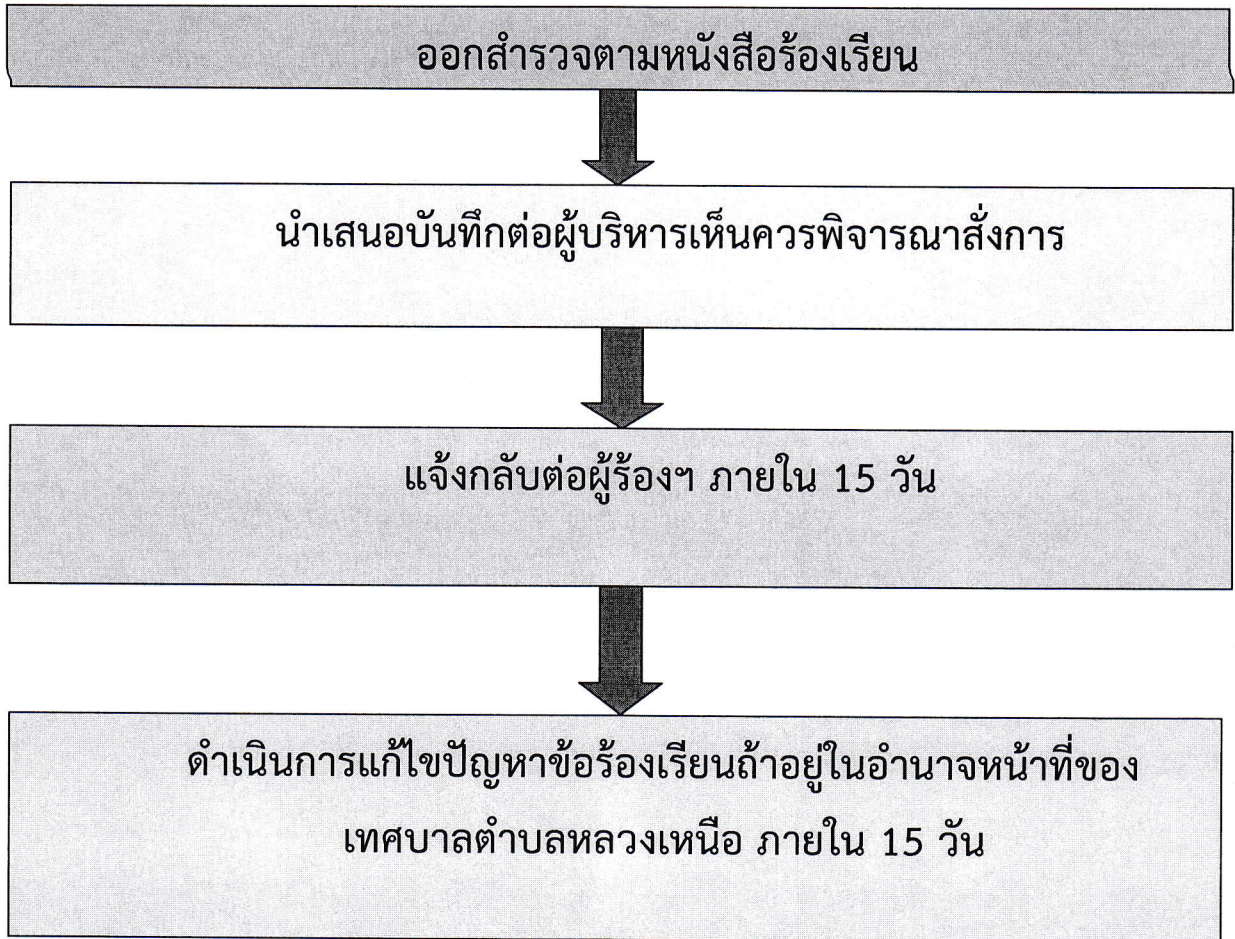 ออกสำรวจตามหนังสือร้องเรียน
นำเสนอบันทึกต่อผู้บริหารเห็นควรพิจารณาสั่งการ
แจ้งกลับต่อผู้ร้องฯ ภายใน 15 วัน
ดำเนินการแก้ไขปัญหาข้อร้องเรียนถ้าอยู่ในอำนาจหน้าที่ของ
เทศบาลตำบลหลวงเหนือ ภายใน 15 วัน